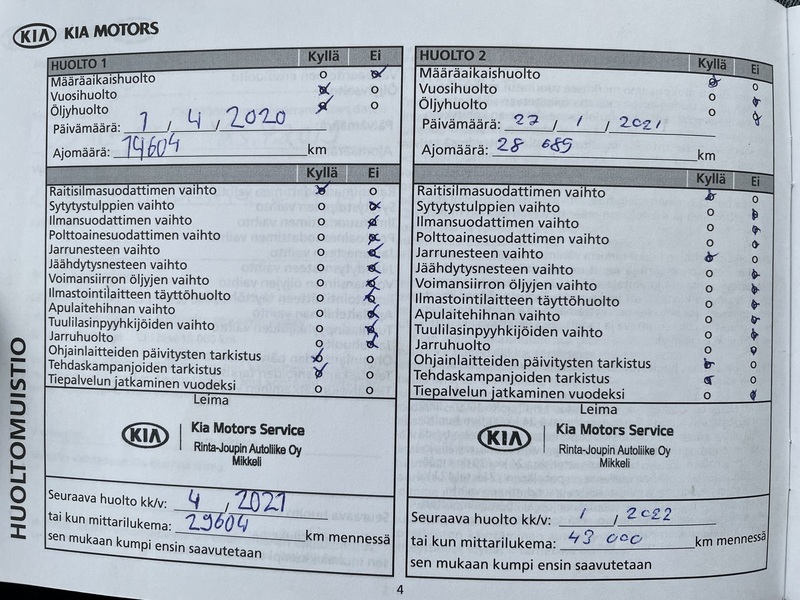 KIA KIA MOTORS
HUOLTO 1 Kyllä Ei
Määräaikaishuolto
Vuosihuolto
Öljyhuolto
Päivämäärä: 1 / 4 / 2020
Ajomäärä: 14604 km
Kyllä Ei
Raitisilmasuodattimen vaihto
Sytytystulppien vaihto
Ilmansuodattimen vaihto
Polttoainesuodattimen vaihto
Jarrunesteen vaihto
Jäähdytysnesteen vaihto
Voimansiirron öljyjen vaihto
Ilmastointilaitteen täyttöhuolto
Apulaitehihnan vaihto
Tuulilasinpyyhkijöiden vaihto
Jarruhuolto
Ohjainlaitteiden päivitysten tarkistus
Tehdaskampanjoiden tarkistus
Tiepalvelun jatkaminen vuodeksi
Leima
KIA Kia Motors Service
Rinta-Joupin Autoliike Oy
Mikkeli
Seuraava huolto kk/v: 4 / 2021
tai kun mittarilukema: 29604 km mennessä
sen mukaan kumpi ensin saavutetaan
HUOLTO 2 Kyllä Ei
Määräaikaishuolto
Vuosihuolto
Öljyhuolto
Päivämäärä: 27 / 1 / 2021
Ajomäärä: 28 689 km
Kyllä Ei
Raitisilmasuodattimen vaihto
Sytytystulppien vaihto
Ilmansuodattimen vaihto
Polttoainesuodattimen vaihto
Jarrunesteen vaihto
Jäähdytysnesteen vaihto
Voimansiirron öljyjen vaihto
Ilmastointilaitteen täyttöhuolto
Apulaitehihnan vaihto
Tuulilasinpyyhkijöiden vaihto
Jarruhuolto
Ohjainlaitteiden päivitysten tarkistus
Tehdaskampanjoiden tarkistus
Tiepalvelun jatkaminen vuodeksi
Leima
KIA Kia Motors Service
Rinta-Joupin Autoliike Oy
Mikkeli
Seuraava huolto kk/v: 1 / 2022
tai kun mittarilukema: 43 000 km mennessä
sen mukaan kumpi ensin saavutetaan
HUOLTOMUISTIO
4